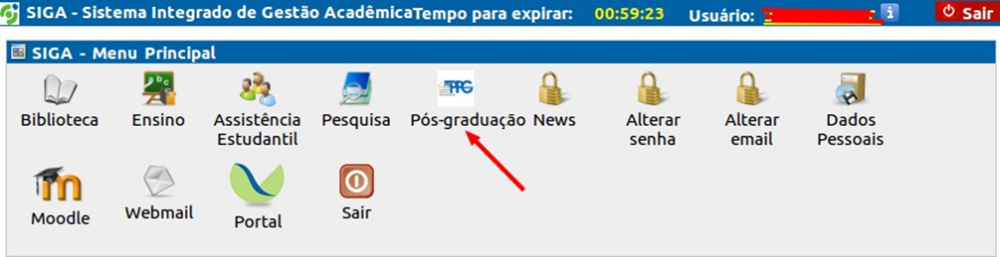 SIGA - Sistema Integrado de Gestão Acadêmica Tempo para expirar: 00:59:23 Usuário: i Sair
SIGA - Menu Principal
Biblioteca
Ensino
Assistência
Estudantil
Pesquisa
PPG
Pós-graduação
News
Alterar
senha
Alterar
email
Dados
Pessoais
Moodle
Webmail
Portal
Sair